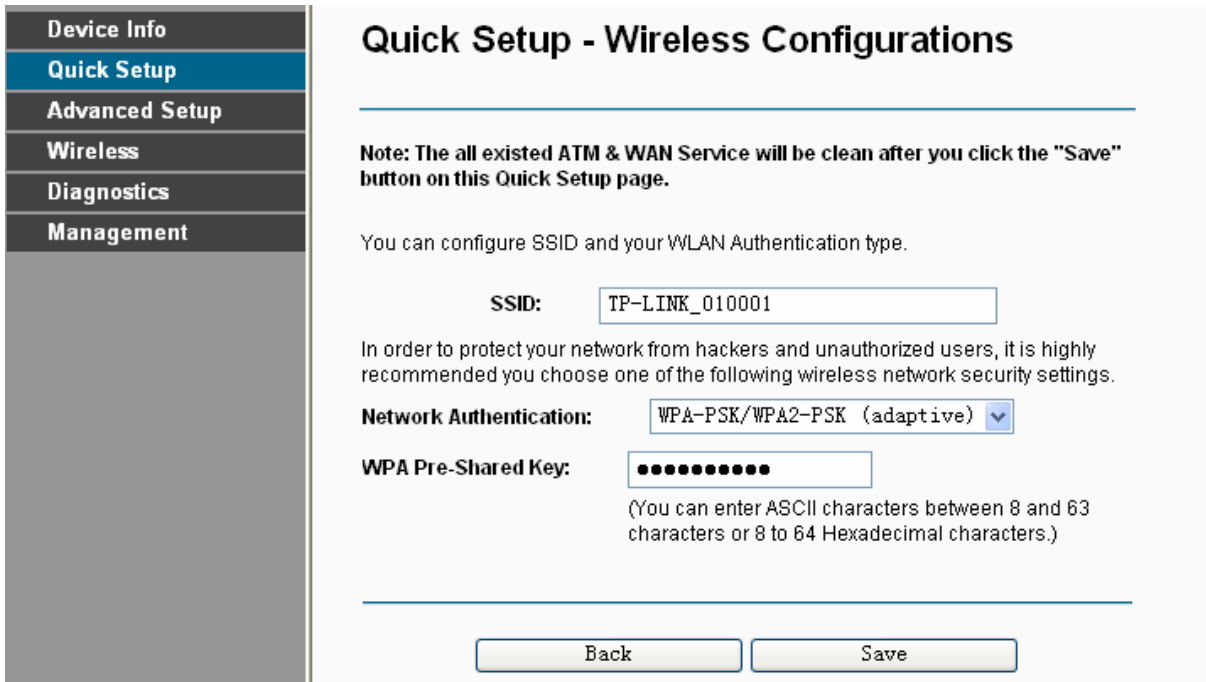 Device Info
Quick Setup
Advanced Setup
Wireless
Diagnostics
Management
Quick Setup - Wireless Configurations
Note: The all existed ATM & WAN Service will be clean after you click the "Save"
button on this Quick Setup page.
You can configure SSID and your WLAN Authentication type.
SSID: TP-LINK_010001
In order to protect your network from hackers and unauthorized users, it is highly
recommended you choose one of the following wireless network security settings.
Network Authentication: WPA-PSK/WPA2-PSK (adaptive)
WPA Pre-Shared Key: ●●●●●●●●●●
(You can enter ASCII characters between 8 and 63
characters or 8 to 64 Hexadecimal characters.)
Back Save